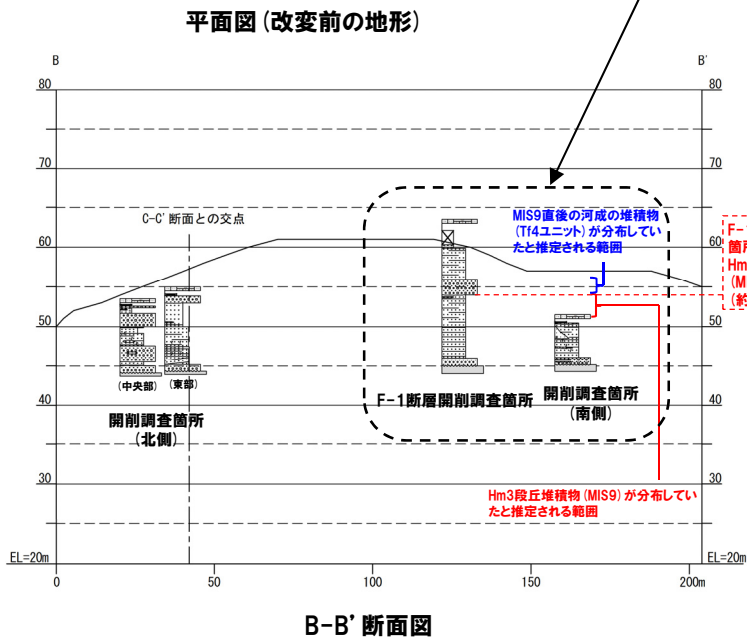 平面図(改変前の地形)
B
B'
80
80
70
70
C-C'断面との交点
MIS9直後の河成の堆積物
(Tf4ユニット)が分布してい
たと推定される範囲
F-
箇所
Hm
(M
(約
60
60
50
50
(中央部)
(東部)
開削調査箇所
(北側)
F-1断層開削調査箇所
開削調査箇所
(南側)
40
40
30
30
Hm3段丘堆積物(MIS9)が分布してい
たと推定される範囲
EL=20m
EL=20m
0
50
100
150
200m
B-B'断面図